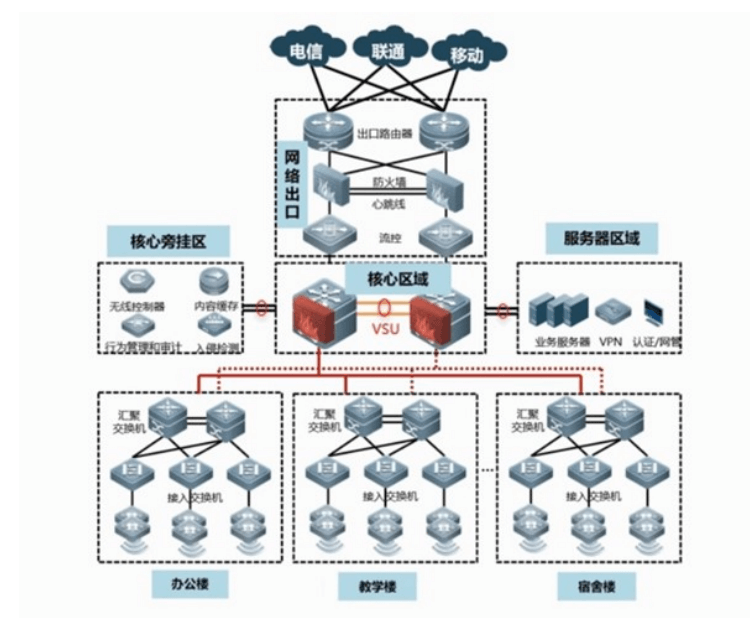 电信
联通
移动
网络出口
出口路由器
防火墙
心跳线
流控
核心旁挂区
核心区域
服务器区域
无线控制器
内容缓存
行为管理和审计
入侵检测
VSU
业务服务器
VPN
认证/网管
汇聚
交换机
接入交换机
办公楼
汇聚
交换机
接入交换机
教学楼
汇聚
交换机
接入交换机
宿舍楼